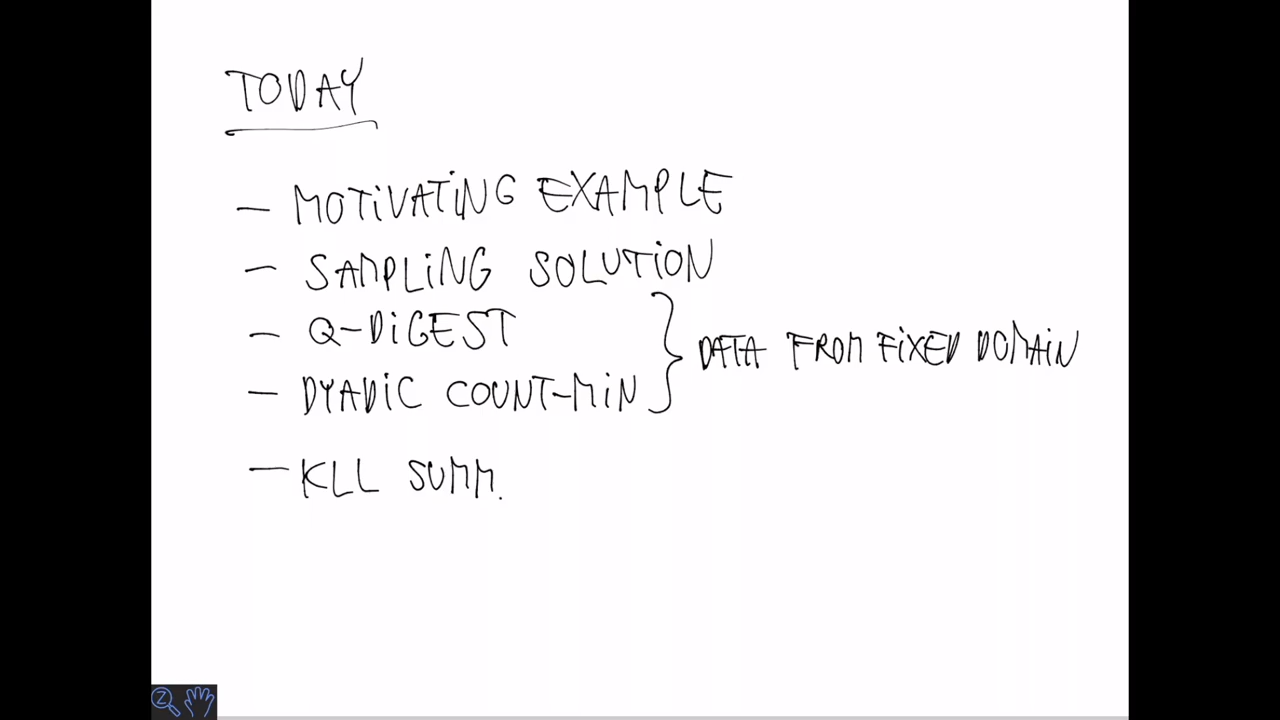 TODAY
— MOTiVATiNG EXAMPLE
— SAMPLiNG SOLUTiON
— Q-DiGEST
— DYADiC COUNT-MiN
} DATA FROM FiXED DOMAiN
— KLL SUMM.
Z